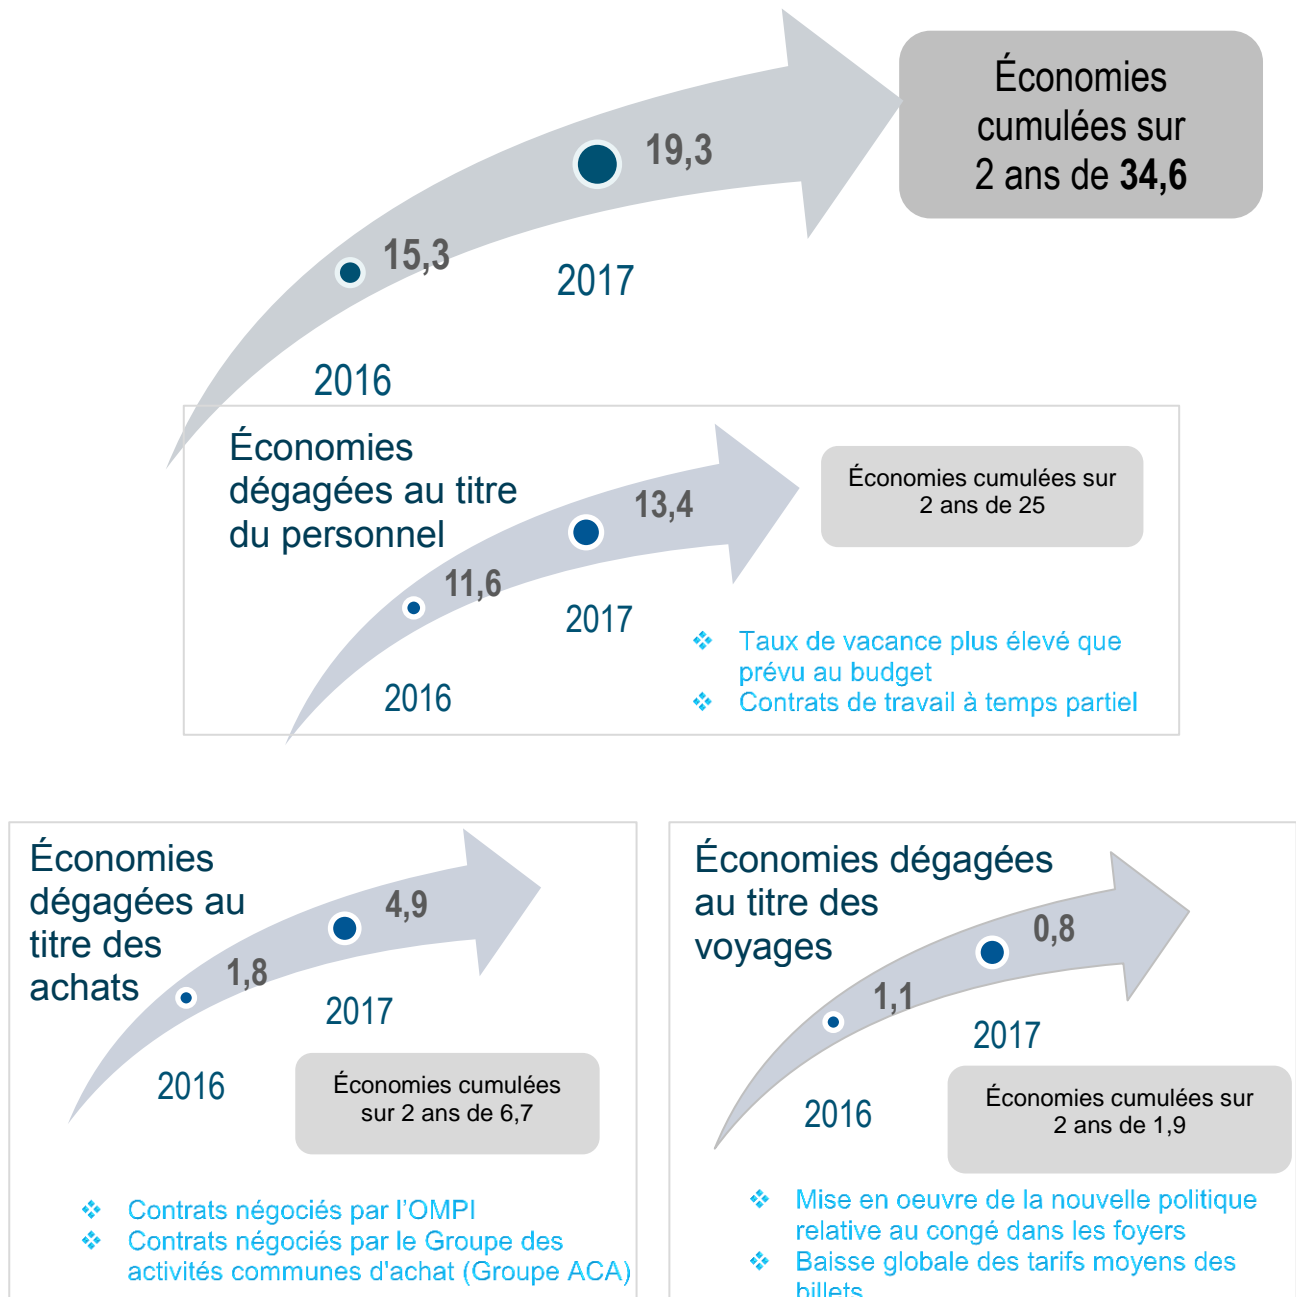 Économies
cumulées sur
2 ans de 34,6
19,3
15,3
2017
2016
Économies
dégagées au titre
du personnel
13,4
11,6
2017
2016
Économies cumulées sur
2 ans de 25
❖ Taux de vacance plus élevé que
prévu au budget
❖ Contrats de travail à temps partiel
Économies
dégagées au
titre des
achats
4,9
1,8
2017
2016
Économies cumulées
sur 2 ans de 6,7
❖ Contrats négociés par l'OMPI
❖ Contrats négociés par le Groupe des
activités communes d'achat (Groupe ACA)
Économies dégagées
au titre des
voyages
0,8
1,1
2017
2016
Économies cumulées sur
2 ans de 1,9
❖ Mise en oeuvre de la nouvelle politique
relative au congé dans les foyers
❖ Baisse globale des tarifs moyens des
billets